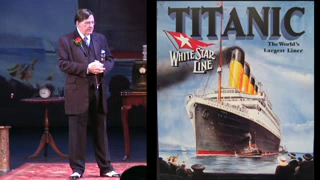 TITANIC
The World's
Largest Liner
WHITE STAR
LINE